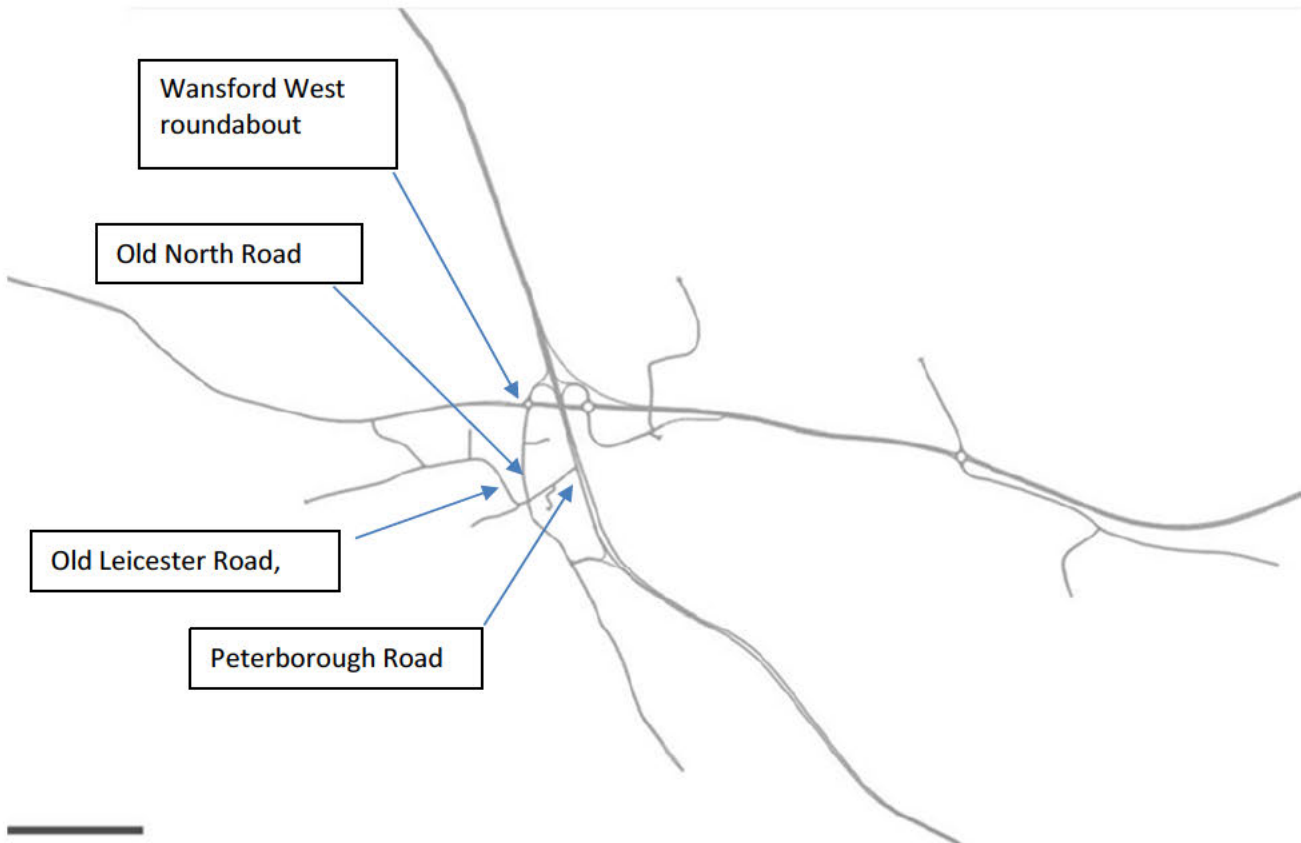 Wansford West
roundabout
Old North Road
Old Leicester Road,
Peterborough Road